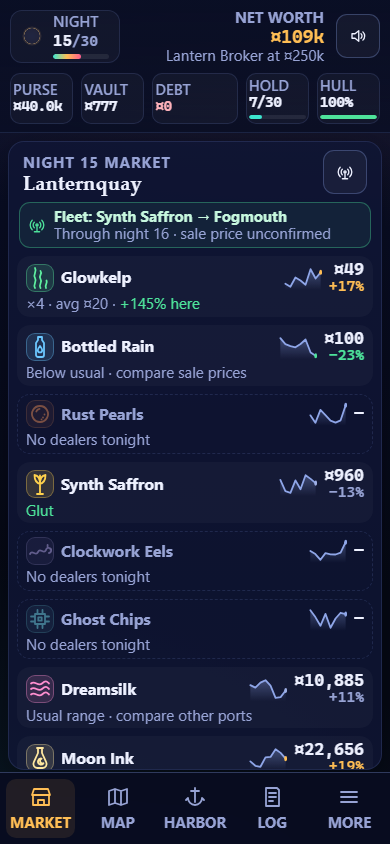 NIGHT
15/30
NET WORTH
¤109k
Lantern Broker at ¤250k
PURSE
¤40.0k
VAULT
¤777
DEBT
¤0
HOLD
7/30
HULL
100%
NIGHT 15 MARKET
Lanternquay
Fleet: Synth Saffron → Fogmouth
Through night 16 · sale price unconfirmed
Glowkelp
¤49
+17%
×4 · avg ¤20 · +145% here
Bottled Rain
¤100
−23%
Below usual · compare sale prices
Rust Pearls
—
No dealers tonight
Synth Saffron
¤960
−13%
Glut
Clockwork Eels
—
No dealers tonight
Ghost Chips
—
No dealers tonight
Dreamsilk
¤10,885
+11%
Usual range · compare other ports
Moon Ink
¤22,656
+19%
MARKET
MAP
HARBOR
LOG
MORE